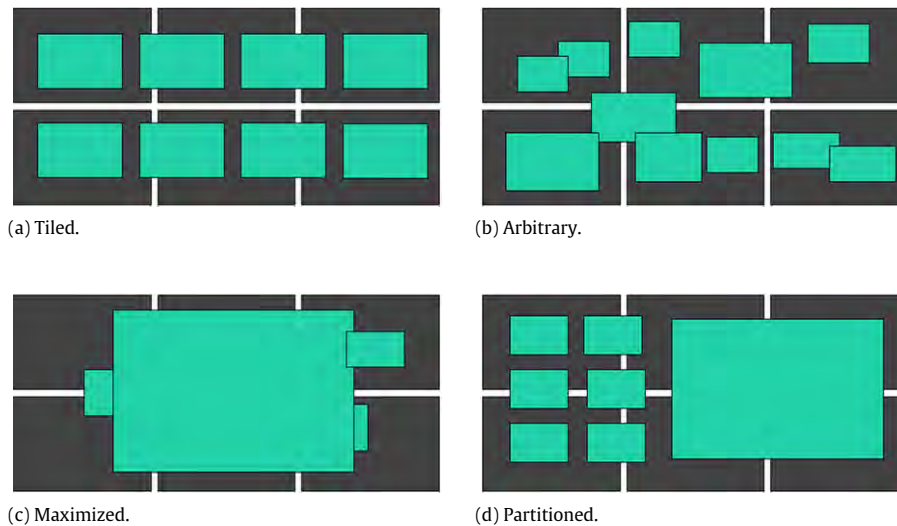 (a) Tiled.
(b) Arbitrary.
(c) Maximized.
(d) Partitioned.